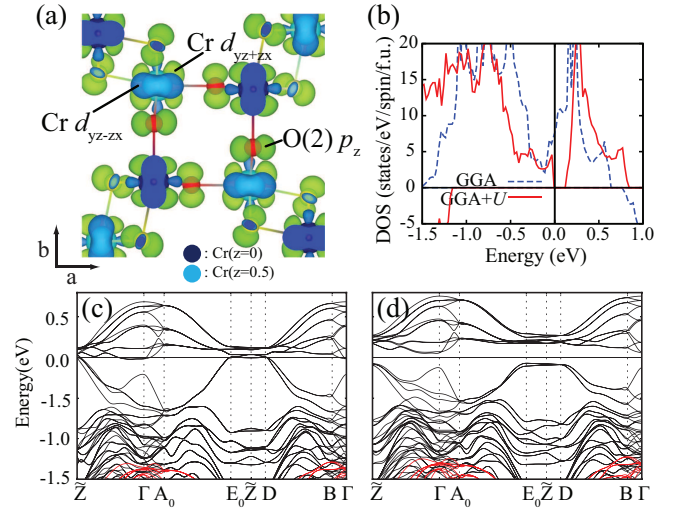 (a)
Cr d_yz+zx
Cr d_yz-zx
O(2) p_z
b
a
: Cr(z=0)
: Cr(z=0.5)
(b)
DOS (states/eV/spin/f.u.)
20
15
10
5
0
-5
GGA
GGA+U
-1.5 -1.0 -0.5 0.0 0.5 1.0
Energy (eV)
(c)
Energy(eV)
0.5
0.0
-1.5
-1.0
-1.5
Z̃ Γ A₀ E₀ Z̃ D B Γ
(d)
Z̃ Γ A₀ E₀ Z̃ D B Γ